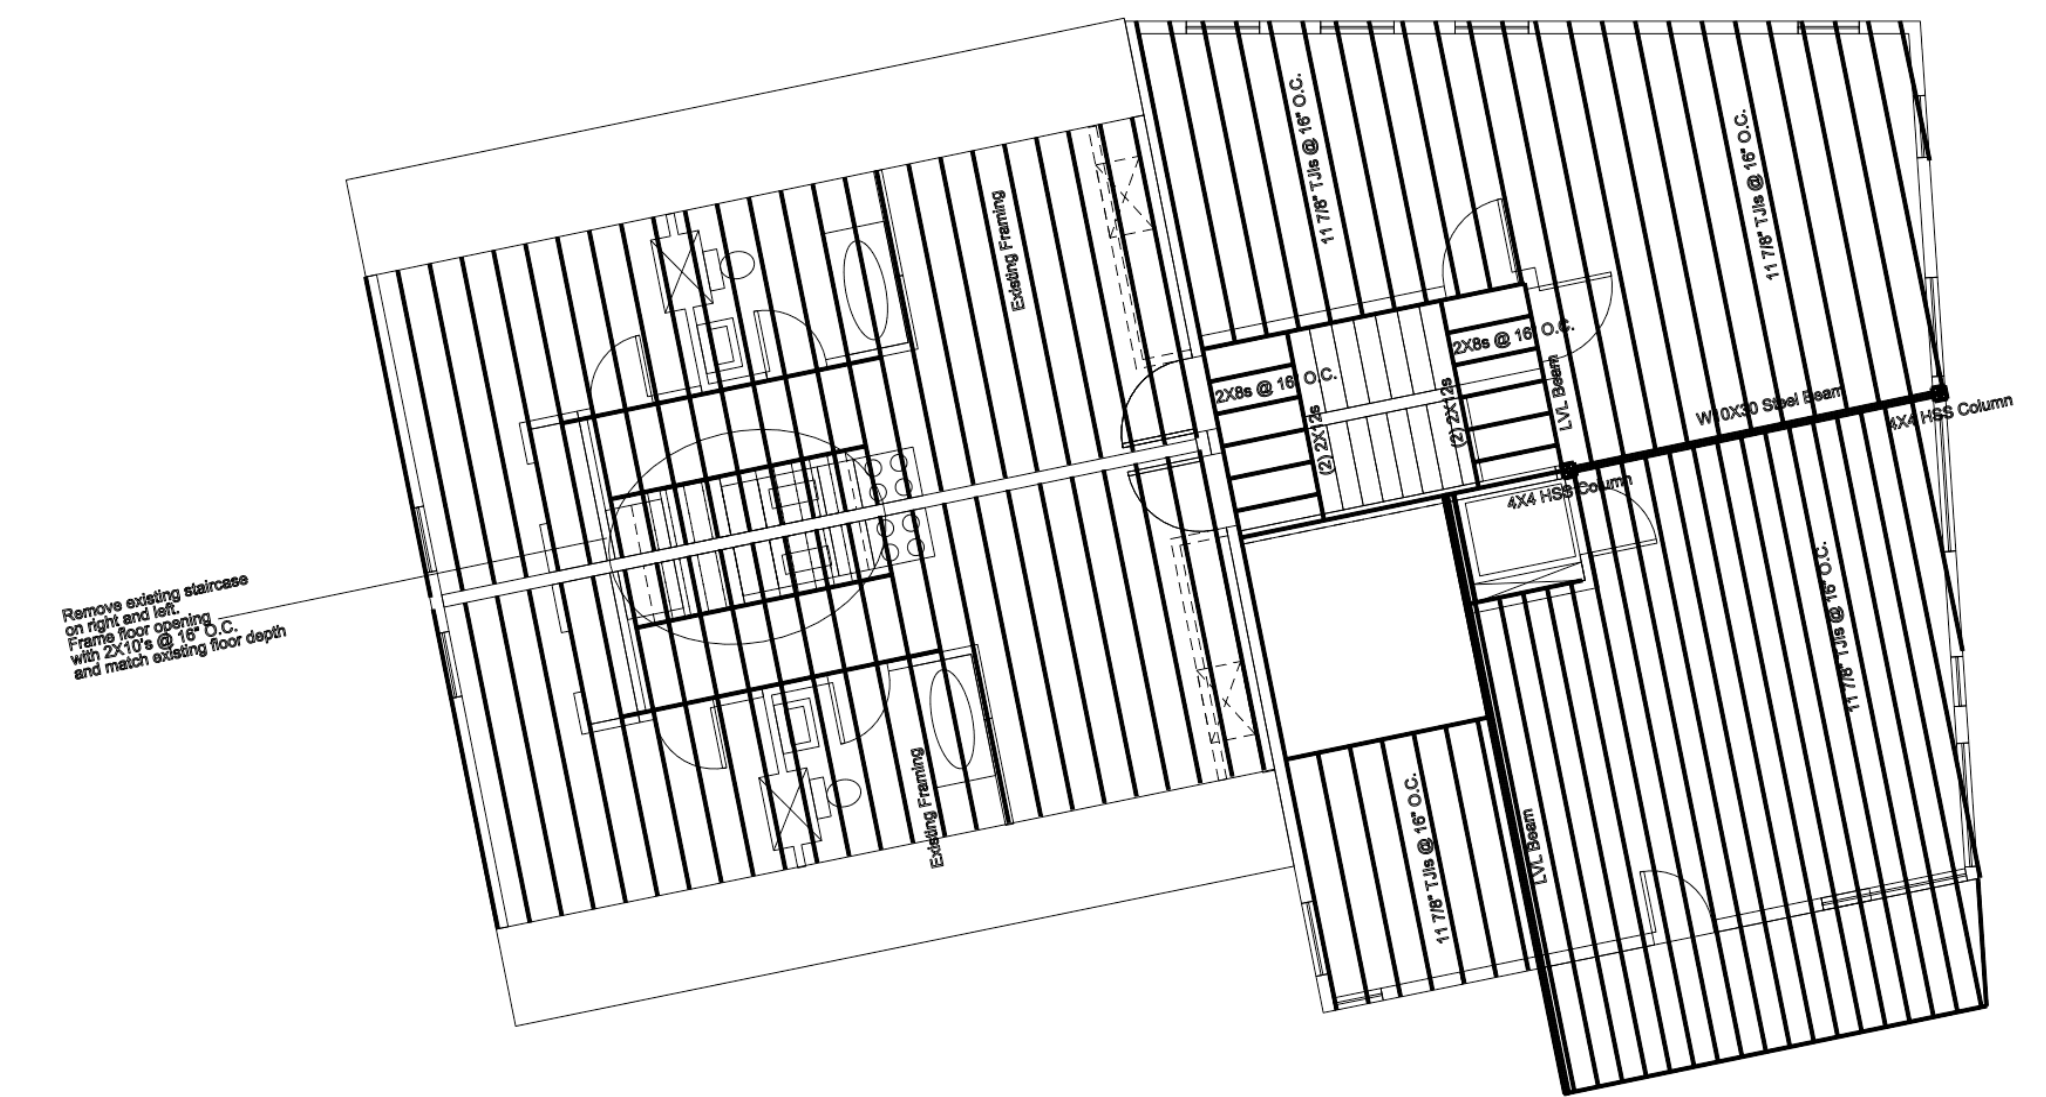 Remove existing staircase
on right and left.
Frame floor opening
with 2X10's @ 16" O.C.
and match existing floor depth
Existing Framing
Existing Framing
11 7/8" TJIs @ 16" O.C.
11 7/8" TJIs @ 16" O.C.
2X8s @ 16" O.C.
(2) 2X12s
(2) 2X12s
2X8s @ 16" O.C.
LVL Beam
W10X30 Steel Beam
4X4 HSS Column
4X4 HSS Column
11 7/8" TJIs @ 16" O.C.
11 7/8" TJIs @ 16" O.C.
LVL Beam